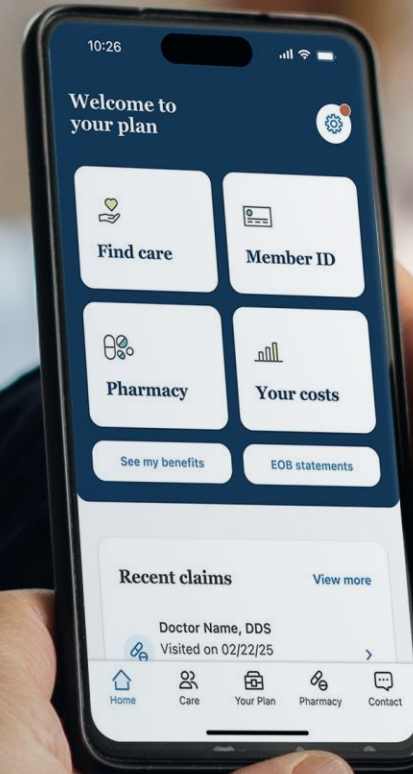 10:26
Welcome to
your plan
Find care
Member ID
Pharmacy
Your costs
See my benefits
EOB statements
Recent claims
View more
Doctor Name, DDS
Visited on 02/22/25
Home
Care
Your Plan
Pharmacy
Contact